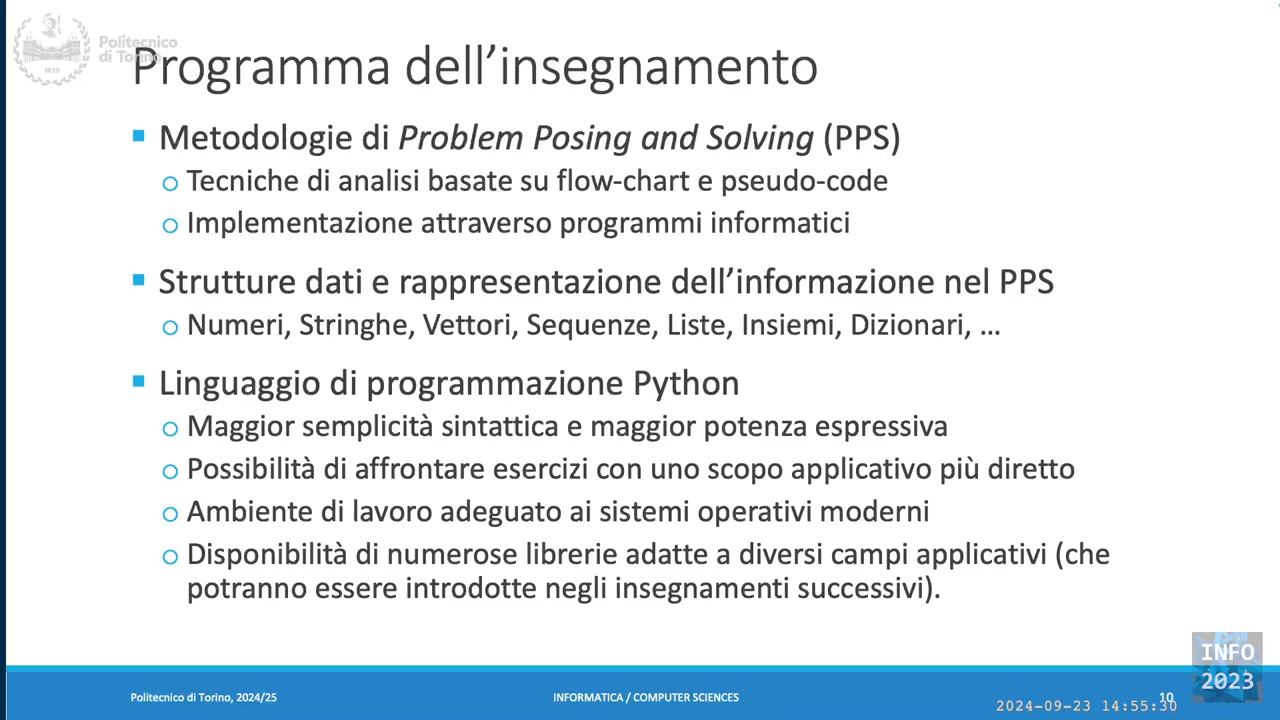 Politecnico
di Torino
1859
Programma dell'insegnamento
Metodologie di Problem Posing and Solving (PPS)
Tecniche di analisi basate su flow-chart e pseudo-code
Implementazione attraverso programmi informatici
Strutture dati e rappresentazione dell'informazione nel PPS
Numeri, Stringhe, Vettori, Sequenze, Liste, Insiemi, Dizionari, …
Linguaggio di programmazione Python
Maggior semplicità sintattica e maggior potenza espressiva
Possibilità di affrontare esercizi con uno scopo applicativo più diretto
Ambiente di lavoro adeguato ai sistemi operativi moderni
Disponibilità di numerose librerie adatte a diversi campi applicativi (che
potranno essere introdotte negli insegnamenti successivi).
INFO
2023
Politecnico di Torino, 2024/25
INFORMATICA / COMPUTER SCIENCES
10
2024-09-23 14:55:30